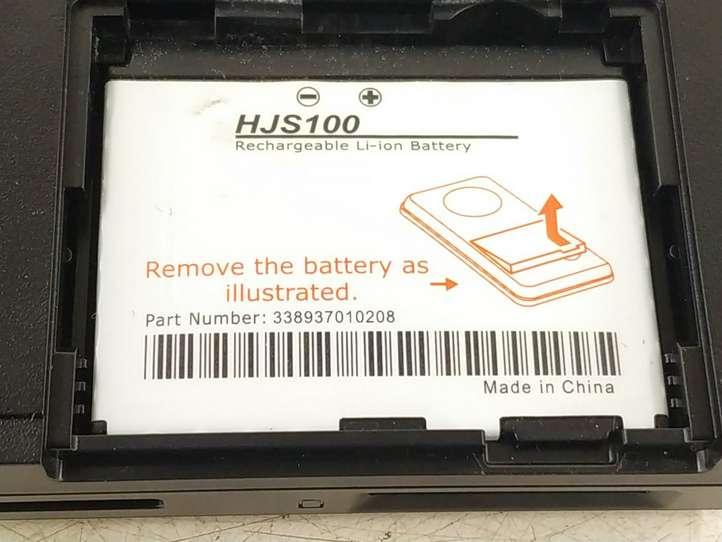 HJS100
Rechargeable Li-ion Battery
Remove the battery as
illustrated.
Part Number: 338937010208
Made in China